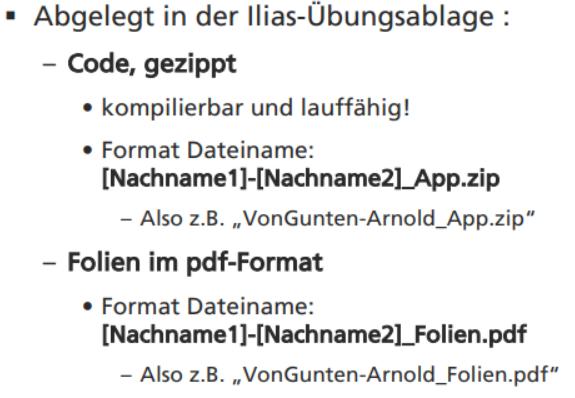 ▪ Abgelegt in der Ilias-Übungsablage :
– Code, gezippt
• kompilierbar und lauffähig!
• Format Dateiname:
[Nachname1]-[Nachname2]_App.zip
– Also z.B. „VonGunten-Arnold_App.zip“
– Folien im pdf-Format
• Format Dateiname:
[Nachname1]-[Nachname2]_Folien.pdf
– Also z.B. „VonGunten-Arnold_Folien.pdf“